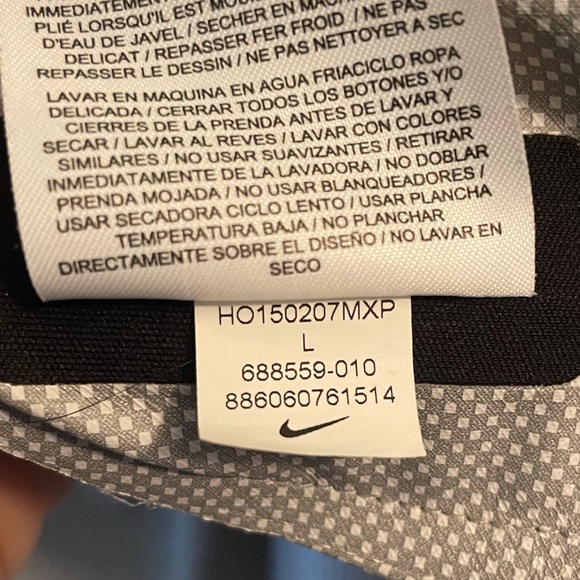 IMMEDIATEMENT
PLIÉ LORSQU'IL EST
D'EAU DE JAVEL / SÉCHER EN
DELICAT / REPASSER FER FROID / NE PAS
REPASSER LE DESSIN / NE PAS NETTOYER A SEC
LAVAR EN MAQUINA EN AGUA FRIACICLO ROPA
DELICADA / CERRAR TODOS LOS BOTONES Y/O
CIERRES DE LA PRENDA ANTES DE LAVAR Y
SECAR / LAVAR AL REVES / LAVAR CON COLORES
SIMILARES / NO USAR SUAVIZANTES / RETIRAR
INMEDIATAMENTE DE LA LAVADORA / NO DOBLAR
PRENDA MOJADA / NO USAR BLANQUEADORES /
USAR SECADORA CICLO LENTO / USAR PLANCHA
TEMPERATURA BAJA / NO PLANCHAR
DIRECTAMENTE SOBRE EL DISEÑO / NO LAVAR EN
SECO
HO150207MXP
L
688559-010
886060761514